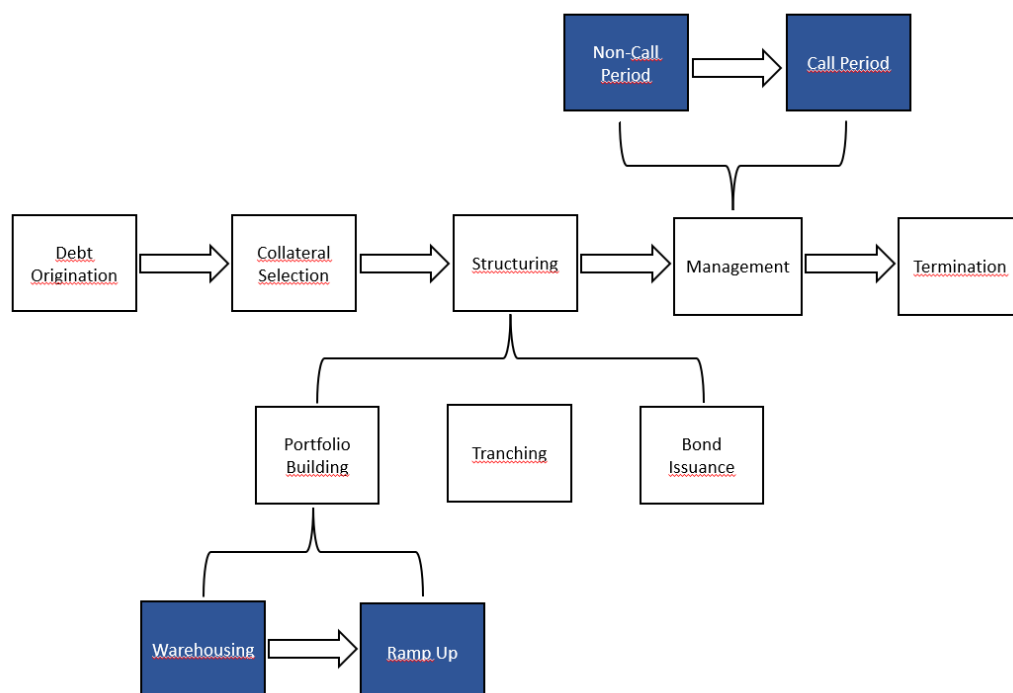 Non-Call
Period
Call Period
Debt
Origination
Collateral
Selection
Structuring
Management
Termination
Portfolio
Building
Tranching
Bond
Issuance
Warehousing
Ramp Up